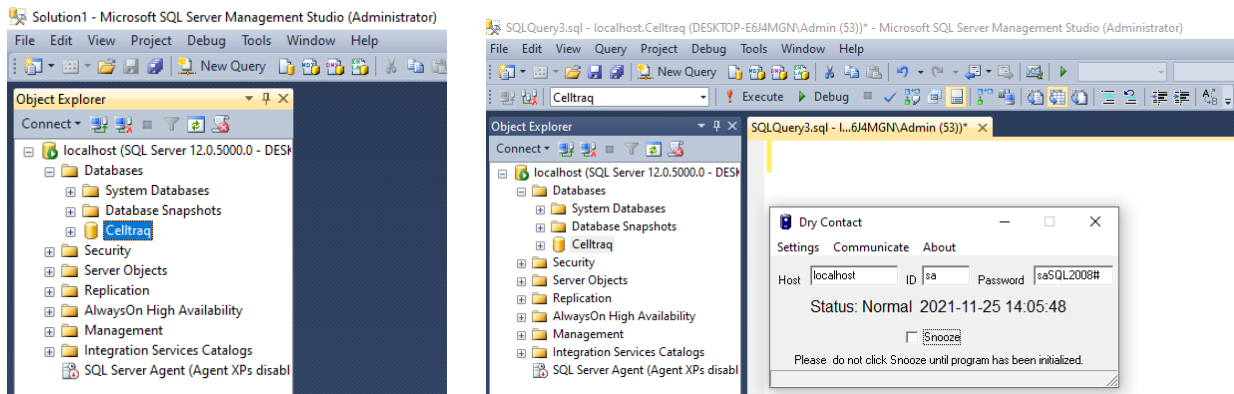 Solution1 - Microsoft SQL Server Management Studio (Administrator)
File Edit View Project Debug Tools Window Help
New Query
Object Explorer
Connect
localhost (SQL Server 12.0.5000.0 - DESK
Databases
System Databases
Database Snapshots
Celltraq
Security
Server Objects
Replication
AlwaysOn High Availability
Management
Integration Services Catalogs
SQL Server Agent (Agent XPs disabl
SQLQuery3.sql - localhost.Celltraq (DESKTOP-E6J4MGN\Admin (53))* - Microsoft SQL Server Management Studio (Administrator)
File Edit View Query Project Debug Tools Window Help
New Query
Celltraq
Execute Debug
Object Explorer
Connect
localhost (SQL Server 12.0.5000.0 - DESK
Databases
System Databases
Database Snapshots
Celltraq
Security
Server Objects
Replication
AlwaysOn High Availability
Management
Integration Services Catalogs
SQL Server Agent (Agent XPs disabl
SQLQuery3.sql - l...6J4MGN\Admin (53))*
Dry Contact
Settings Communicate About
Host localhost ID sa Password saSQL2008#
Status: Normal 2021-11-25 14:05:48
Snooze
Please do not click Snooze until program has been initialized.